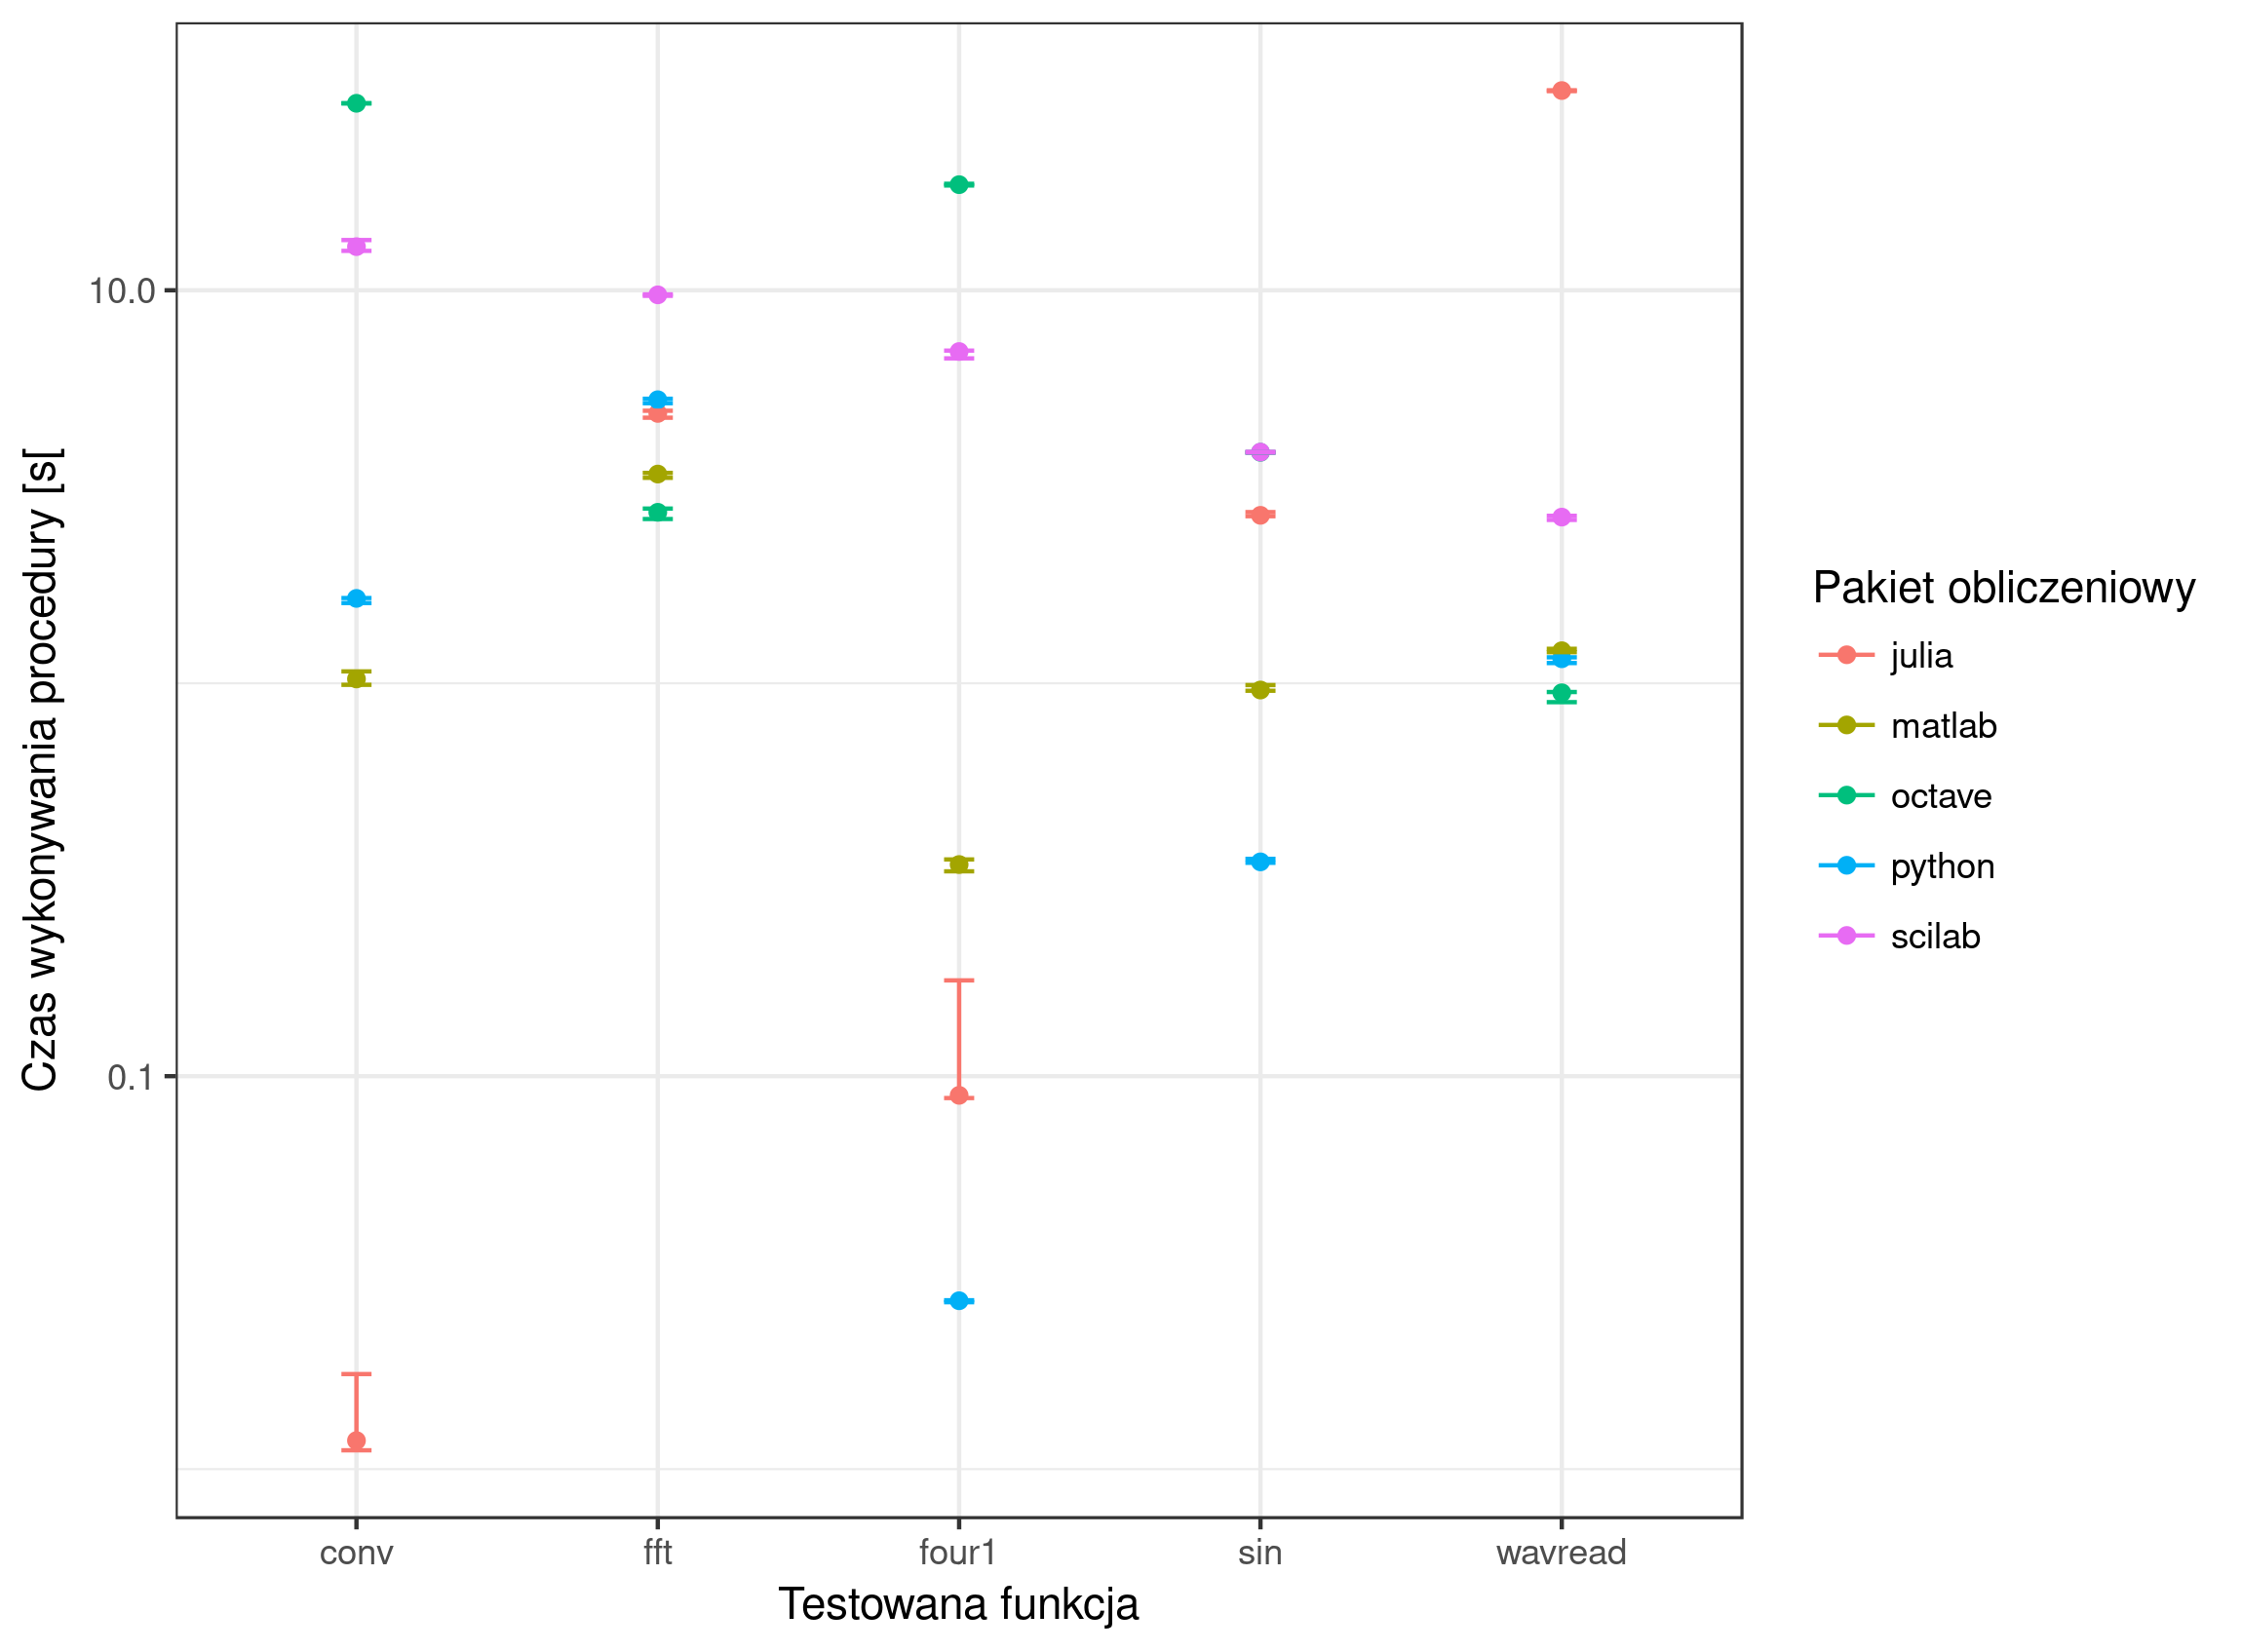 Czas wykonywania procedury [s[
10.0
0.1
conv
fft
four1
sin
wavread
Testowana funkcja
Pakiet obliczeniowy
julia
matlab
octave
python
scilab